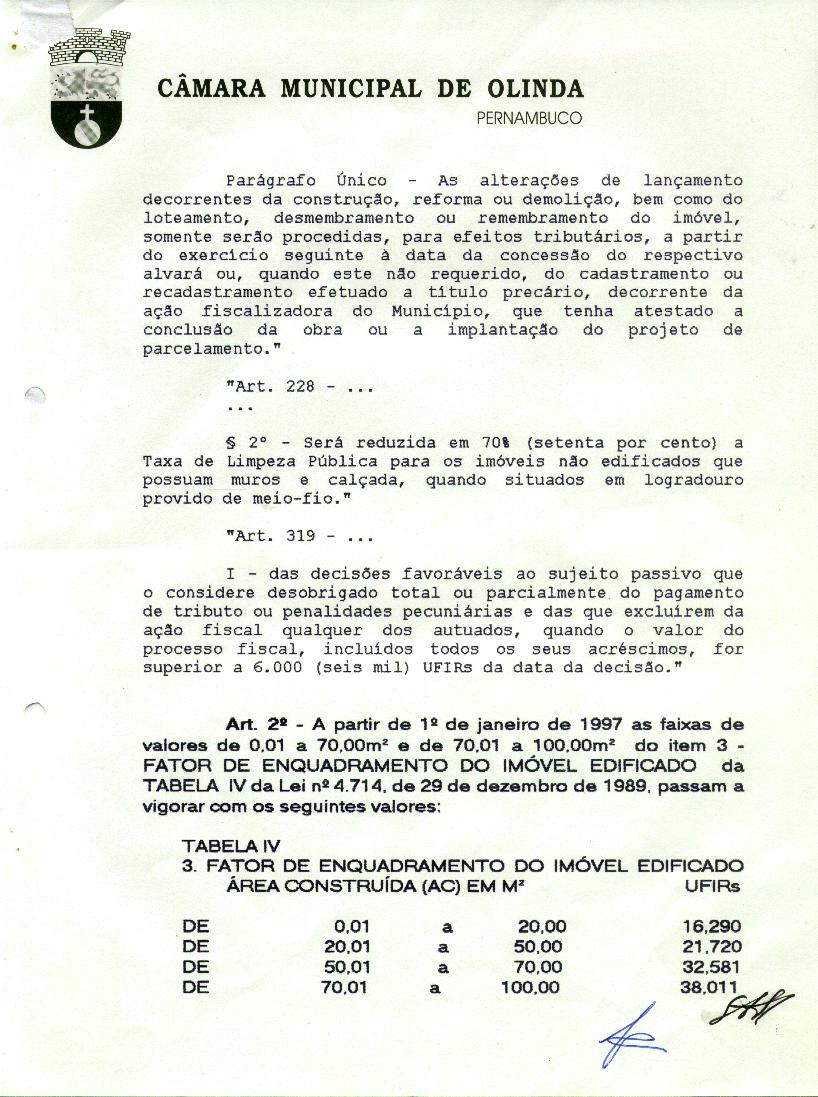 CÂMARA MUNICIPAL DE OLINDA
PERNAMBUCO
Parágrafo Único - As alterações de lançamento
decorrentes da construção, reforma ou demolição, bem como do
loteamento, desmembramento ou remembramento do imóvel,
somente serão procedidas, para efeitos tributários, a partir
do exercício seguinte à data da concessão do respectivo
alvará ou, quando este não requerido, do cadastramento ou
recadastramento efetuado a título precário, decorrente da
ação fiscalizadora do Município, que tenha atestado a
conclusão da obra ou a implantação do projeto de
parcelamento."
"Art. 228 - ...
...
§ 2º - Será reduzida em 70% (setenta por cento) a
Taxa de Limpeza Pública para os imóveis não edificados que
possuam muros e calçada, quando situados em logradouro
provido de meio-fio."
"Art. 319 - ...
I - das decisões favoráveis ao sujeito passivo que
o considere desobrigado total ou parcialmente do pagamento
de tributo ou penalidades pecuniárias e das que excluírem da
ação fiscal qualquer dos autuados, quando o valor do
processo fiscal, incluídos todos os seus acréscimos, for
superior a 6.000 (seis mil) UFIRs da data da decisão."
Art. 2º - A partir de 1º de janeiro de 1997 as faixas de
valores de 0,01 a 70,00m² e de 70,01 a 100,00m² do item 3 -
FATOR DE ENQUADRAMENTO DO IMÓVEL EDIFICADO da
TABELA IV da Lei nº 4.714, de 29 de dezembro de 1989, passam a
vigorar com os seguintes valores:
TABELA IV
3. FATOR DE ENQUADRAMENTO DO IMÓVEL EDIFICADO
ÁREA CONSTRUÍDA (AC) EM M² UFIRs
DE 0,01 a 20,00 16,290
DE 20,01 a 50,00 21,720
DE 50,01 a 70,00 32,581
DE 70,01 a 100,00 38,011